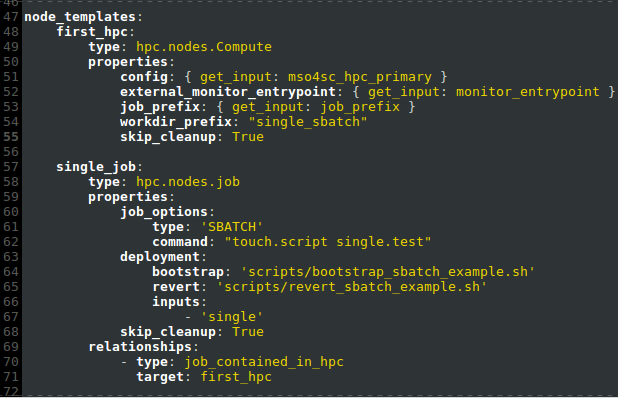 46
47 node_templates:
48     first_hpc:
49         type: hpc.nodes.Compute
50         properties:
51             config: { get_input: mso4sc_hpc_primary }
52             external_monitor_entrypoint: { get_input: monitor_entrypoint }
53             job_prefix: { get_input: job_prefix }
54             workdir_prefix: "single_sbatch"
55             skip_cleanup: True
56
57     single_job:
58         type: hpc.nodes.job
59         properties:
60             job_options:
61                 type: 'SBATCH'
62                 command: "touch.script single.test"
63             deployment:
64                 bootstrap: 'scripts/bootstrap_sbatch_example.sh'
65                 revert: 'scripts/revert_sbatch_example.sh'
66                 inputs:
67                     - 'single'
68             skip_cleanup: True
69         relationships:
70             - type: job_contained_in_hpc
71               target: first_hpc
72